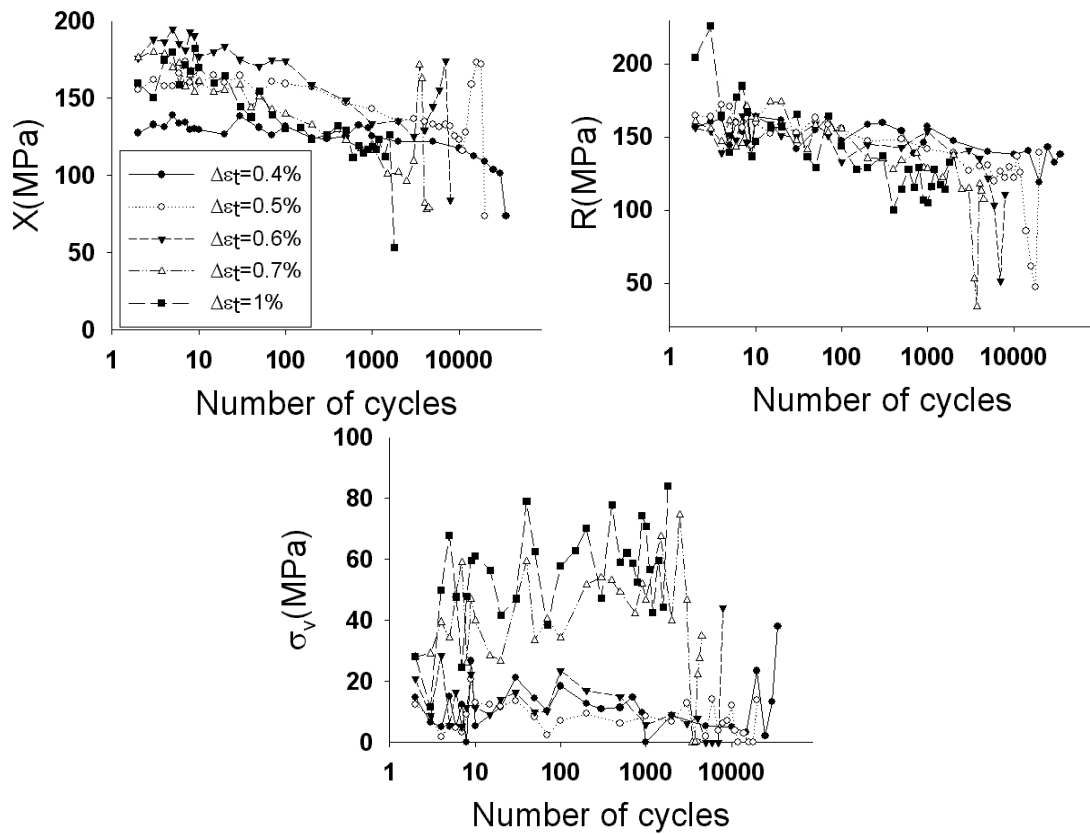 X(MPa)
200
150
100
50
0
Δεt=0.4%
Δεt=0.5%
Δεt=0.6%
Δεt=0.7%
Δεt=1%
1 10 100 1000 10000
Number of cycles
R(MPa)
200
150
100
50
1 10 100 1000 10000
Number of cycles
σv(MPa)
100
80
60
40
20
0
1 10 100 1000 10000
Number of cycles